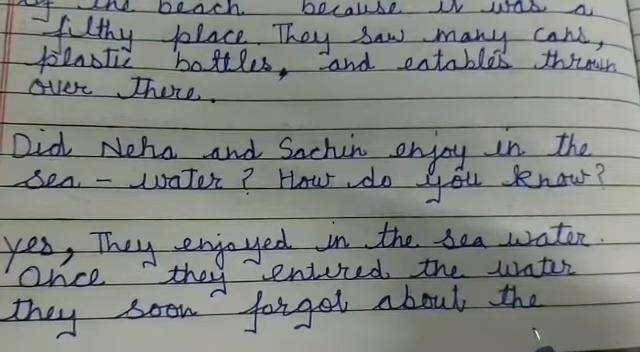 the beach because it was a
filthy place. They saw many cans,
plastic bottles, and eatables thrown
over there.
Did Neha and Sachin enjoy in the
sea - water? How do you know?
yes, They enjoyed in the sea water.
Once they entered the water
they soon forgot about the